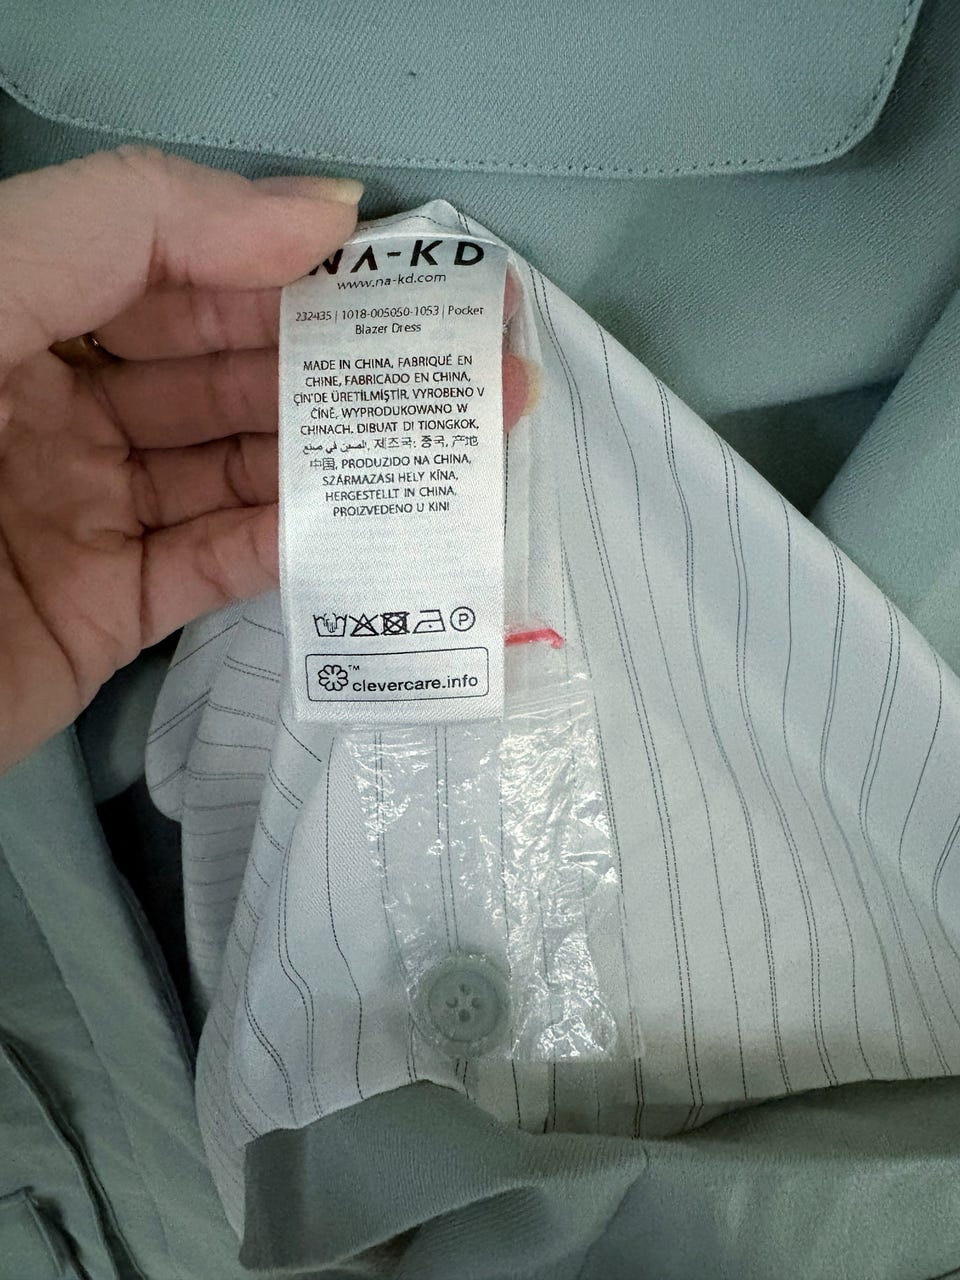 NA-KD
www.na-kd.com
232435 | 1018-005050-1053 | Pocket
Blazer Dress
MADE IN CHINA, FABRIQUÉ EN
CHINE, FABRICADO EN CHINA,
ÇIN'DE ÜRETİLMİŞTİR, VYROBENO V
ČÍNĚ, WYPRODUKOWANO W
CHINACH, DIBUAT DI TIONGKOK,
الصين في صنع, 제조국: 중국, 产地
中国, PRODUZIDO NA CHINA,
SZÁRMAZÁSI HELY KÍNA,
HERGESTELLT IN CHINA,
PROIZVEDENO U KINI
P
TM
clevercare.info